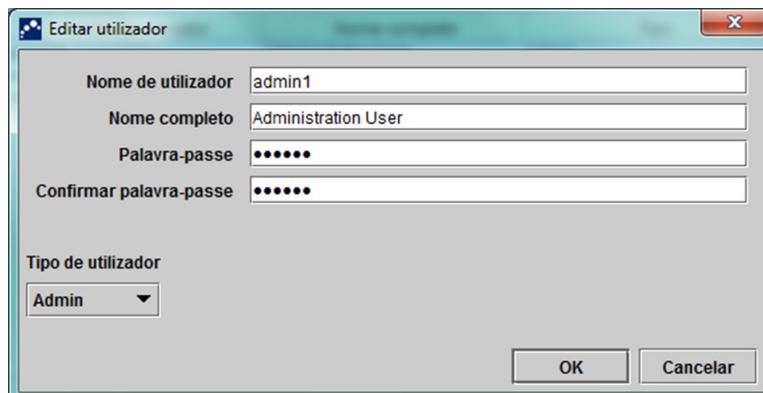 Editar utilizador
Nome de utilizador admin1
Nome completo Administration User
Palavra-passe ••••••
Confirmar palavra-passe ••••••
Tipo de utilizador
Admin
OK Cancelar